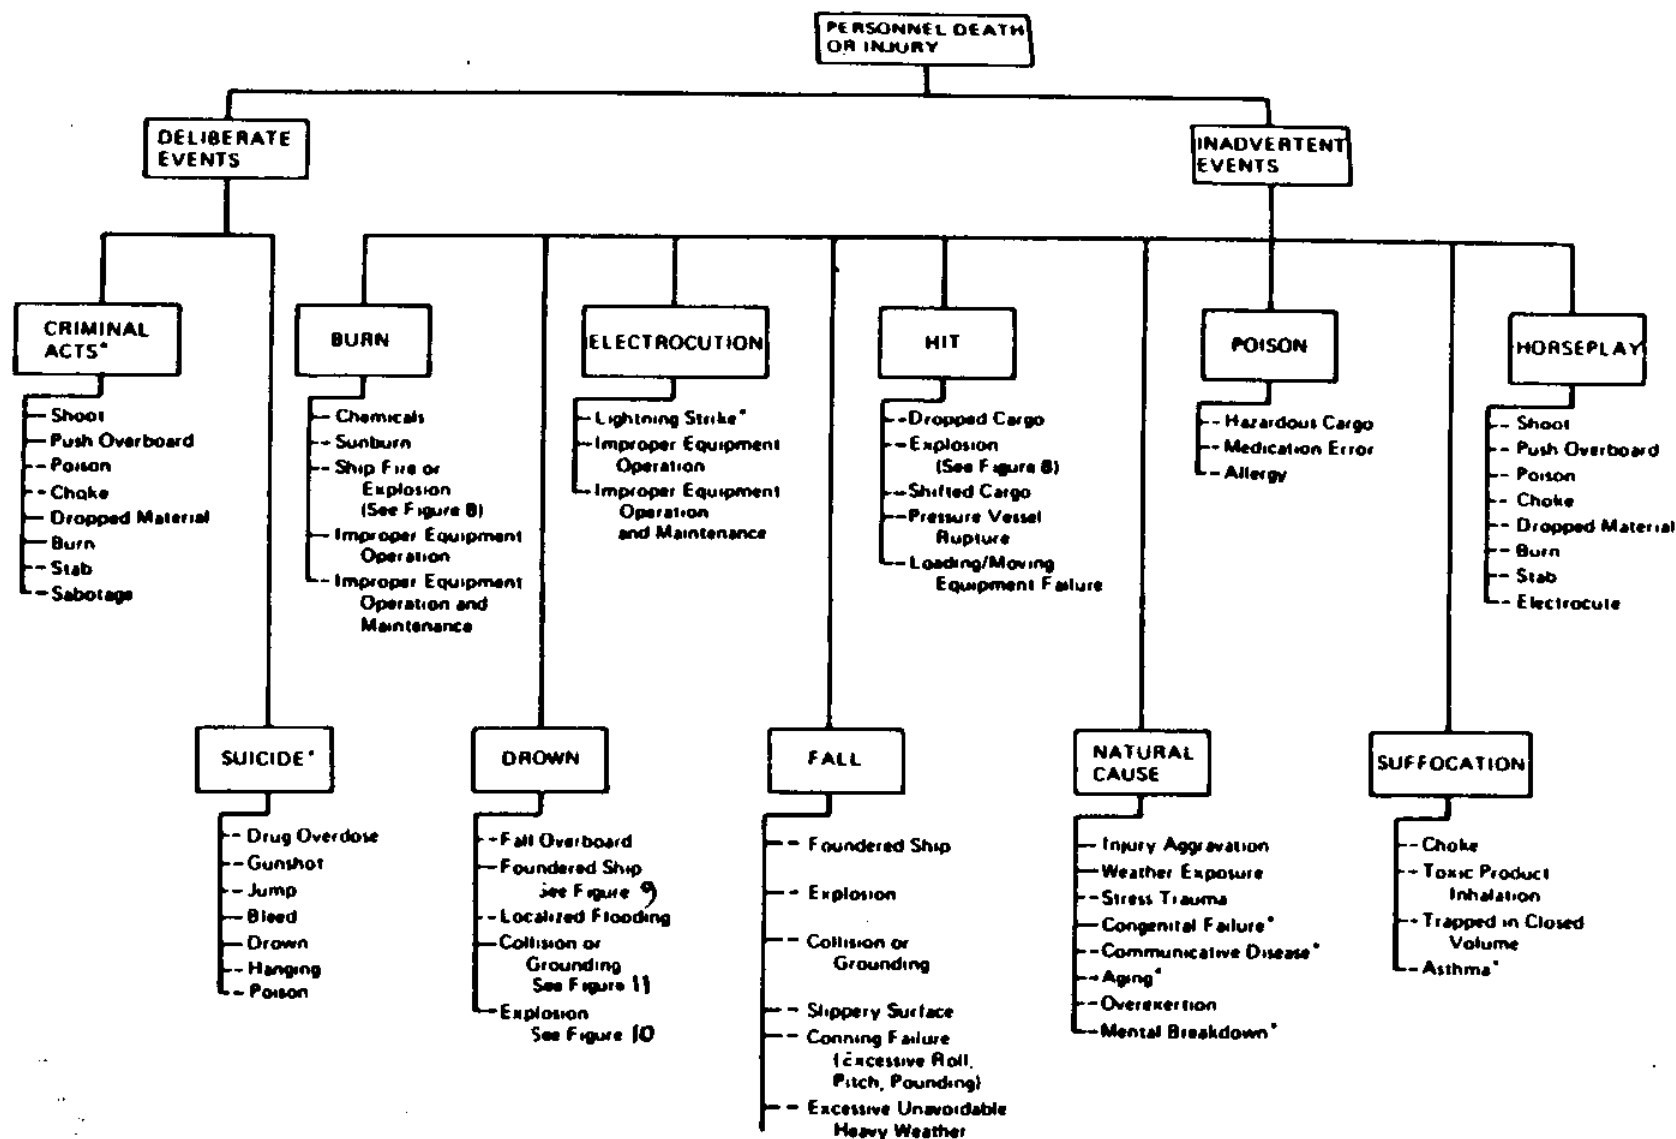 PERSONNEL DEATH
OR INJURY
DELIBERATE
EVENTS
INADVERTENT
EVENTS
CRIMINAL
ACTS*
Shoot
Push Overboard
Poison
Choke
Dropped Material
Burn
Stab
Sabotage
BURN
Chemicals
Sunburn
Ship Fire or
Explosion
(See Figure 8)
Improper Equipment
Operation
Improper Equipment
Operation and
Maintenance
ELECTROCUTION
Lightning Strike*
Improper Equipment
Operation
Improper Equipment
Operation
and Maintenance
HIT
Dropped Cargo
Explosion
(See Figure 8)
Shifted Cargo
Pressure Vessel
Rupture
Loading/Moving
Equipment Failure
POISON
Hazardous Cargo
Medication Error
Allergy
HORSEPLAY
Shoot
Push Overboard
Poison
Choke
Dropped Material
Burn
Stab
Electrocute
SUICIDE*
Drug Overdose
Gunshot
Jump
Bleed
Drown
Hanging
Poison
DROWN
Fall Overboard
Foundered Ship
See Figure 9
Localized Flooding
Collision or
Grounding
See Figure 11
Explosion
See Figure 10
FALL
Foundered Ship
Explosion
Collision or
Grounding
Slippery Surface
Conning Failure
(Excessive Roll,
Pitch, Pounding)
Excessive Unavoidable
Heavy Weather
NATURAL
CAUSE
Injury Aggravation
Weather Exposure
Stress Trauma
Congenital Failure*
Communicative Disease*
Aging*
Overexertion
Mental Breakdown*
SUFFOCATION
Choke
Toxic Product
Inhalation
Trapped in Closed
Volume
Asthma*